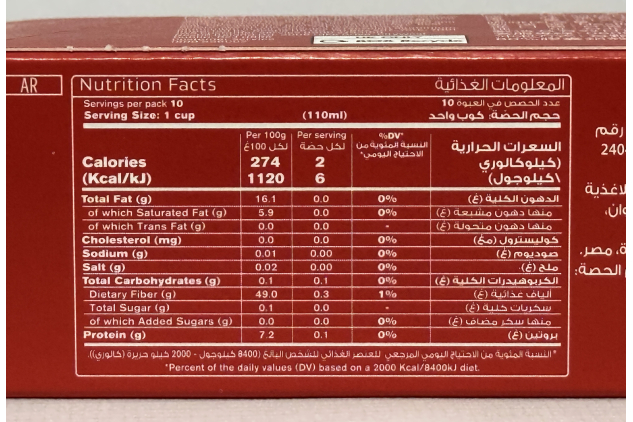 AR
Nutrition Facts المعلومات الغذائية
Servings per pack 10 عدد الحصص في العبوة 10
Serving Size: 1 cup (110ml) حجم الحصة: كوب واحد
Per 100g Per serving %DV* السعرات الحرارية
لكل 100غ لكل حصة النسبة المئوية من الاحتياج اليومي*
Calories 274 2 (كيلوكالوري
(Kcal/kJ) 1120 6 \كيلوجول)
Total Fat (g) 16.1 0.0 0% الدهون الكلية (غ)
of which Saturated Fat (g) 5.9 0.0 0% منها دهون مشبعة (غ)
of which Trans Fat (g) 0.0 0.0 - منها دهون متحولة (غ)
Cholesterol (mg) 0.0 0.0 0% كوليسترول (مغ)
Sodium (g) 0.01 0.00 0% صوديوم (غ)
Salt (g) 0.02 0.00 0% ملح (غ)
Total Carbohydrates (g) 0.1 0.1 0% الكربوهيدرات الكلية (غ)
Dietary Fiber (g) 49.0 0.3 1% ألياف غذائية (غ)
Total Sugar (g) 0.1 0.0 - سكريات كلية (غ)
of which Added Sugars (g) 0.0 0.0 0% منها سكر مضاف (غ)
Protein (g) 7.2 0.1 0% بروتين (غ)
*النسبة المئوية من الاحتياج اليومي المرجعي للعنصر الغذائي للشخص البالغ (8400 كيلوجول - 2000 كيلو حريرة (كالوري)).
*Percent of the daily values (DV) based on a 2000 Kcal/8400kJ diet.
رقم
240
مصر.
الحصة: